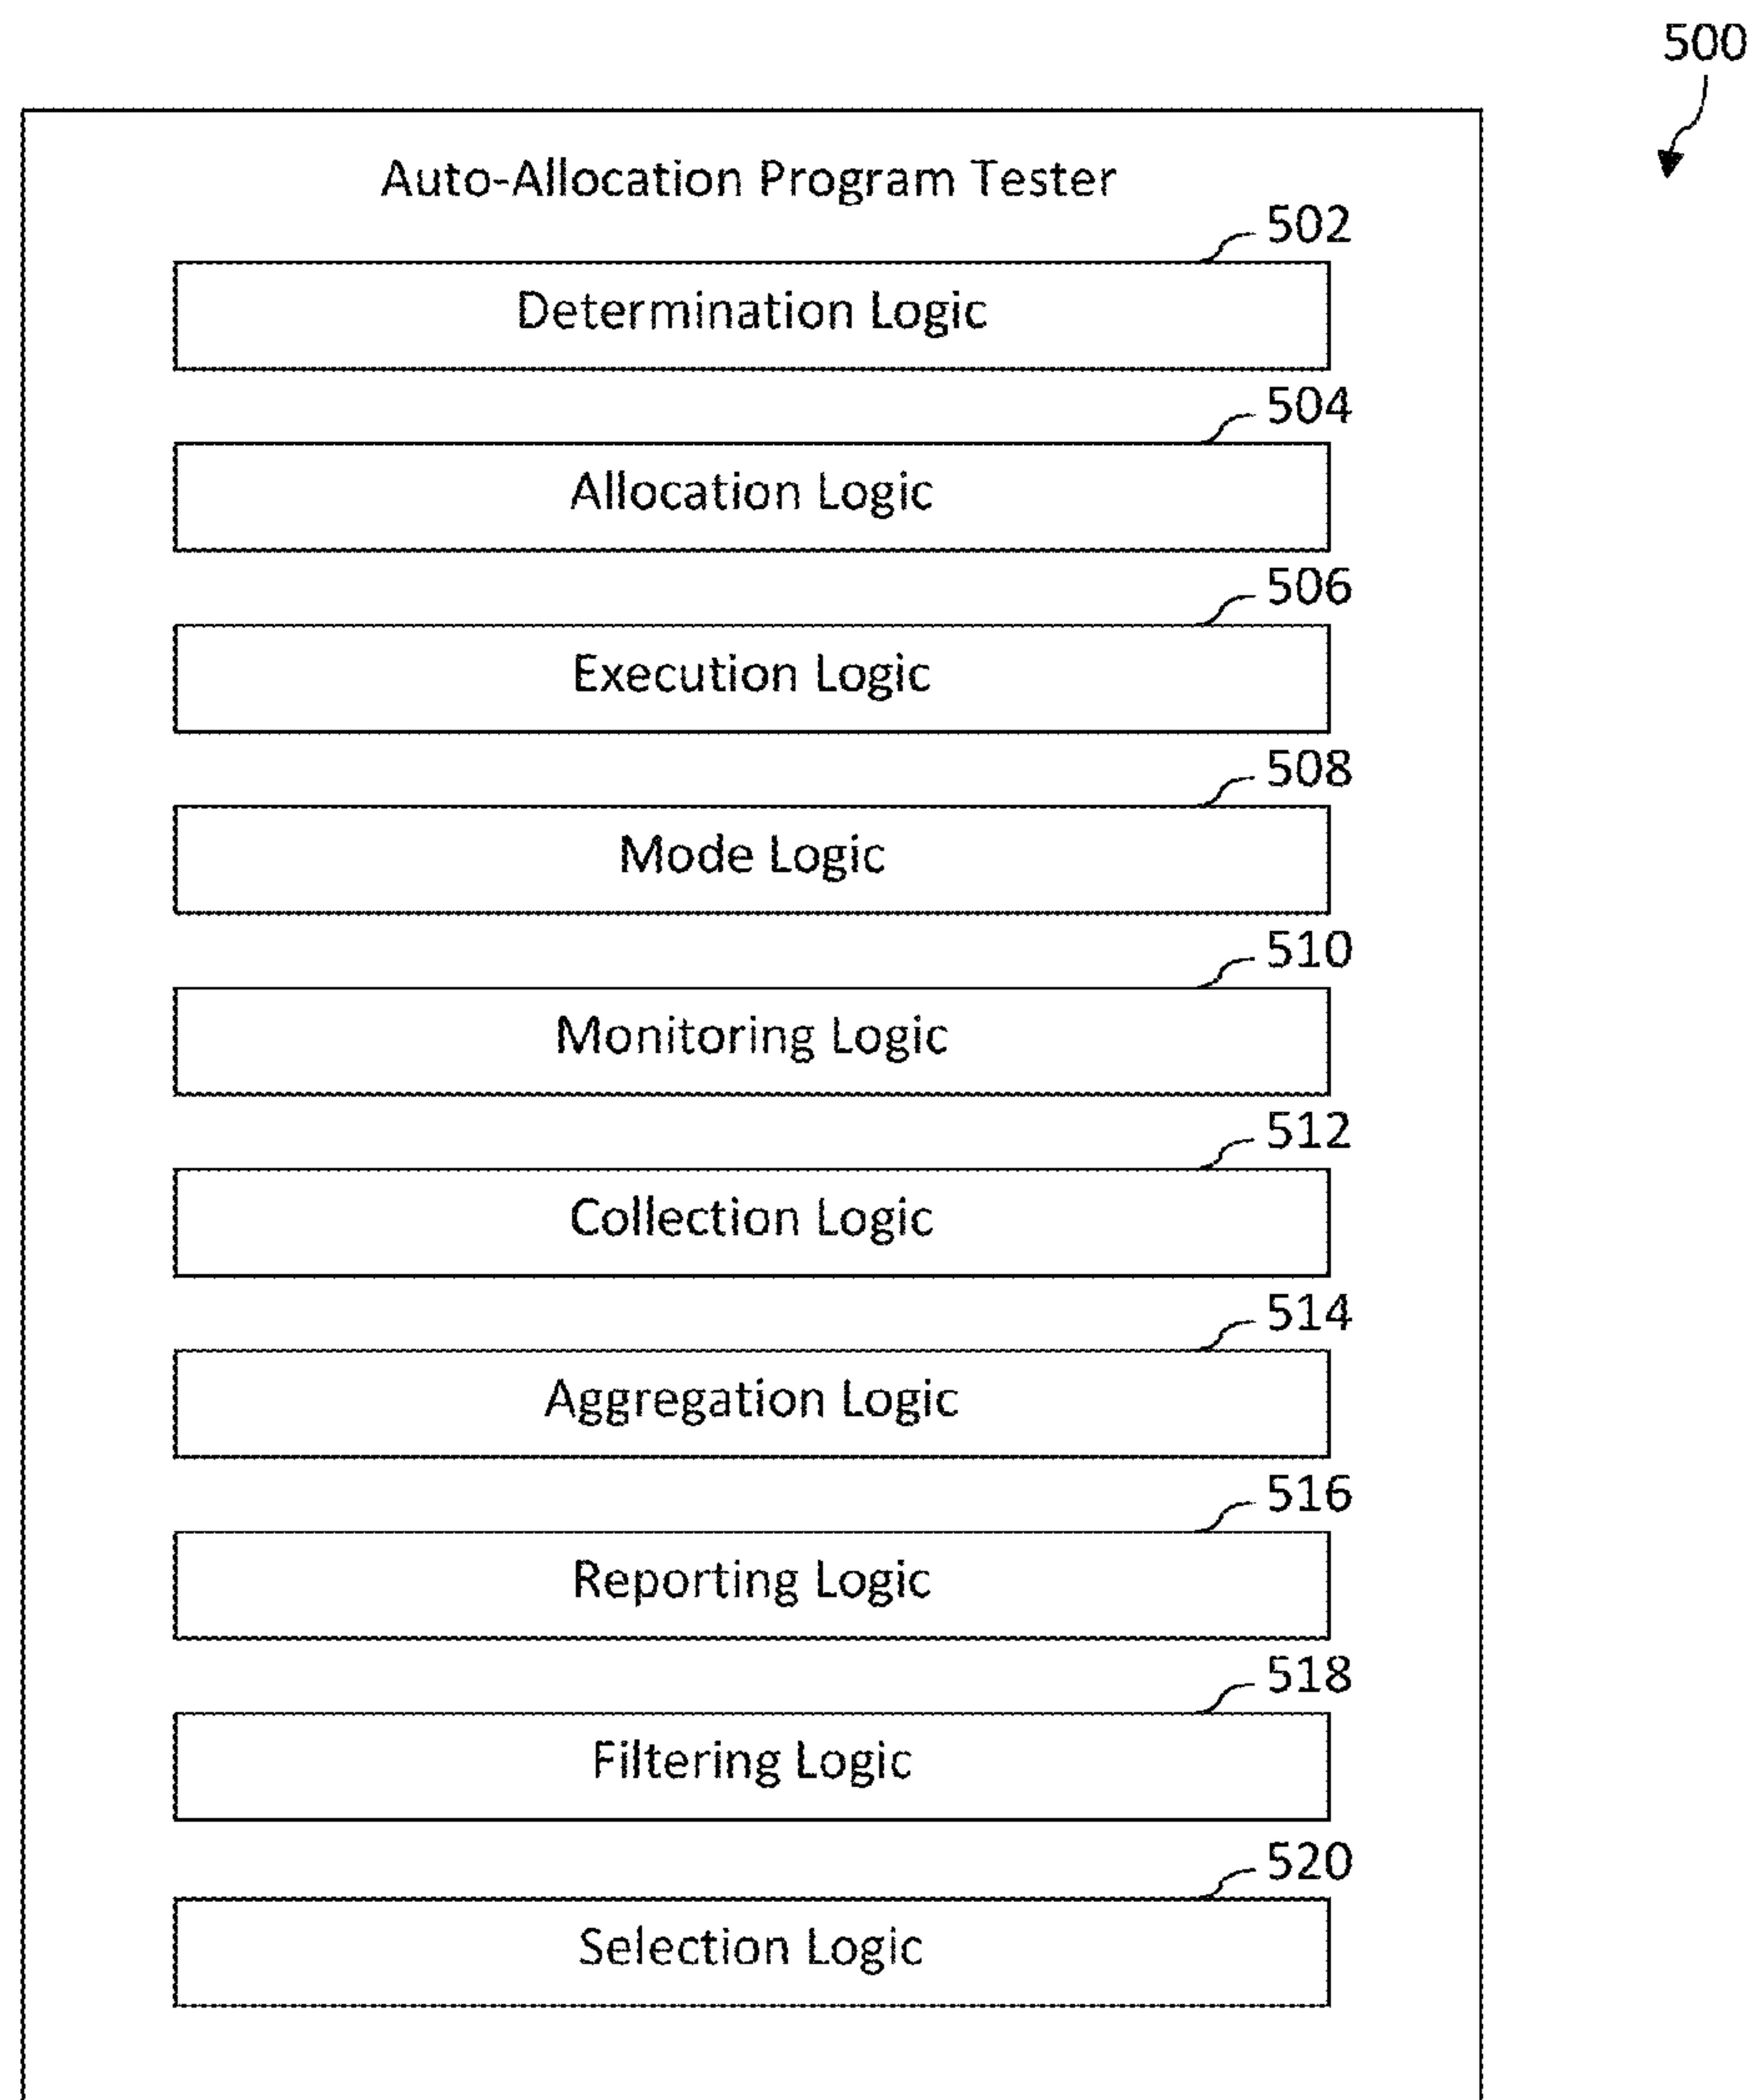 500
Auto-Allocation Program Tester
502
Determination Logic
504
Allocation Logic
506
Execution Logic
508
Mode Logic
510
Monitoring Logic
512
Collection Logic
514
Aggregation Logic
516
Reporting Logic
518
Filtering Logic
520
Selection Logic